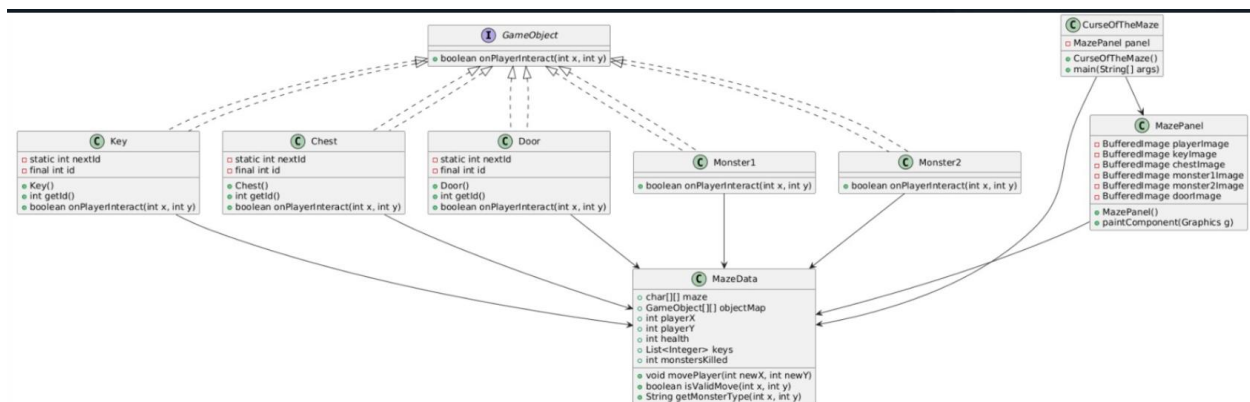 I GameObject
boolean onPlayerInteract(int x, int y)
C CurseOfTheMaze
MazePanel panel
CurseOfTheMaze()
main(String[] args)
C Key
static int nextId
final int id
Key()
int getId()
boolean onPlayerInteract(int x, int y)
C Chest
static int nextId
final int id
Chest()
int getId()
boolean onPlayerInteract(int x, int y)
C Door
static int nextId
final int id
Door()
int getId()
boolean onPlayerInteract(int x, int y)
C Monster1
boolean onPlayerInteract(int x, int y)
C Monster2
boolean onPlayerInteract(int x, int y)
C MazePanel
BufferedImage playerImage
BufferedImage keyImage
BufferedImage chestImage
BufferedImage monster1Image
BufferedImage monster2Image
BufferedImage doorImage
MazePanel()
paintComponent(Graphics g)
C MazeData
char[][] maze
GameObject[][] objectMap
int playerX
int playerY
int health
List<Integer> keys
int monstersKilled
void movePlayer(int newX, int newY)
boolean isValidMove(int x, int y)
String getMonsterType(int x, int y)